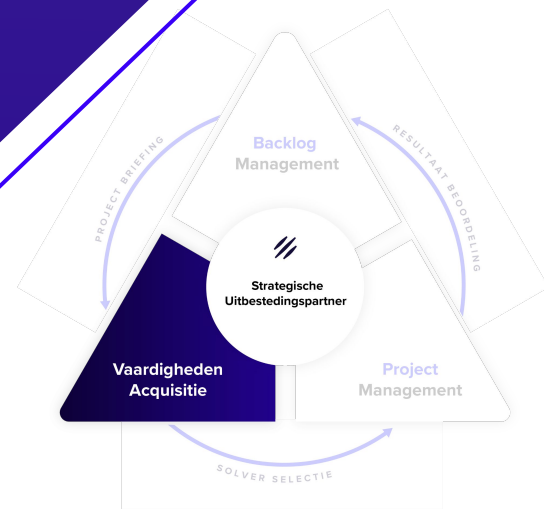 Backlog
Management
PROJECT BRIEFING
RESULTAAT BEOORDELING
Strategische
Uitbestedingspartner
Vaardigheden
Acquisitie
Project
Management
SOLVER SELECTIE